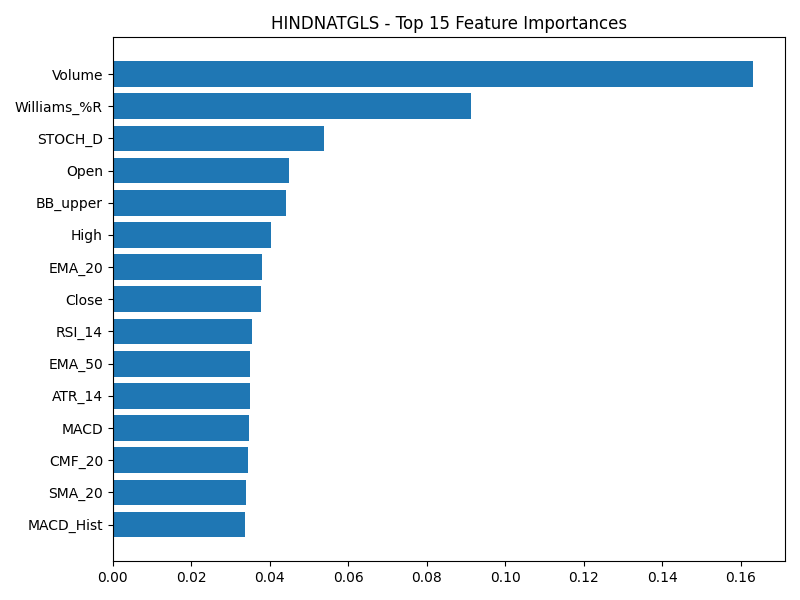 HINDNATGLS - Top 15 Feature Importances
Volume
Williams_%R
STOCH_D
Open
BB_upper
High
EMA_20
Close
RSI_14
EMA_50
ATR_14
MACD
CMF_20
SMA_20
MACD_Hist
0.00 0.02 0.04 0.06 0.08 0.10 0.12 0.14 0.16